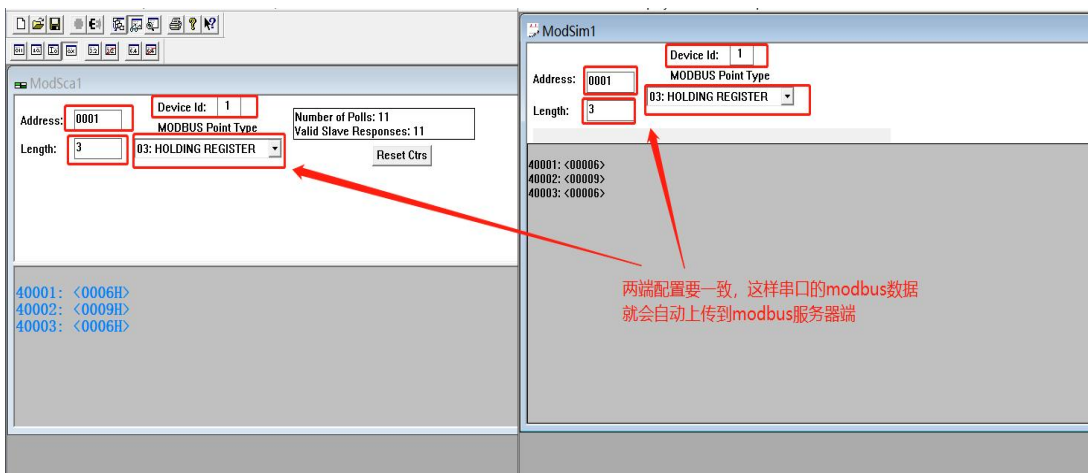 ModSca1
Address: 0001
Device Id: 1
MODBUS Point Type
Length: 3
03: HOLDING REGISTER
Number of Polls: 11
Valid Slave Responses: 11
Reset Ctrs
40001: <0006H>
40002: <0009H>
40003: <0006H>
ModSim1
Device Id: 1
Address: 0001
MODBUS Point Type
03: HOLDING REGISTER
Length: 3
40001: <00006>
40002: <00009>
40003: <00006>
两端配置要一致，这样串口的modbus数据
就会自动上传到modbus服务器端